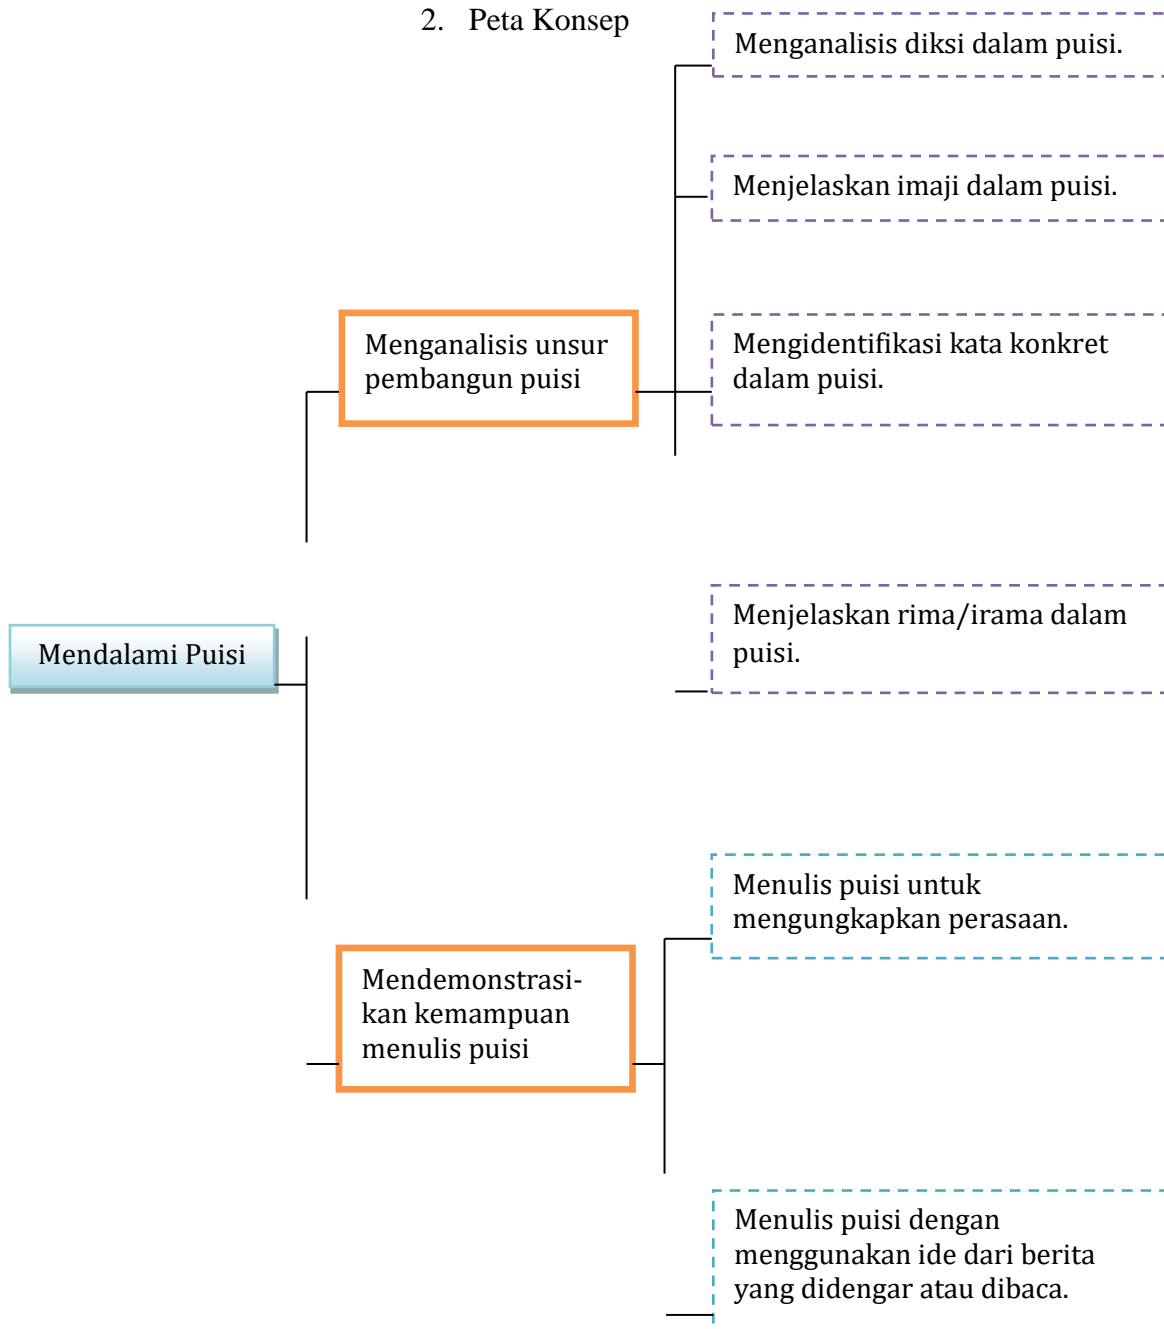 2. Peta Konsep
Menganalisis diksi dalam puisi.
Menjelaskan imaji dalam puisi.
Menganalisis unsur
pembangun puisi
Mengidentifikasi kata konkret
dalam puisi.
Menjelaskan rima/irama dalam
puisi.
Mendalami Puisi
Menulis puisi untuk
mengungkapkan perasaan.
Mendemonstrasi-
kan kemampuan
menulis puisi
Menulis puisi dengan
menggunakan ide dari berita
yang didengar atau dibaca.